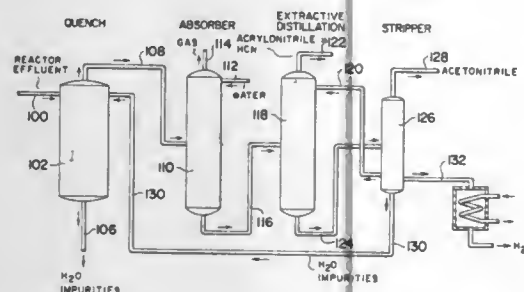 QUENCH
ABSORBER
EXTRACTIVE
DISTILLATION
STRIPPER
REACTOR
EFFLUENT
100
102
106
H2O
IMPURITIES
108
GAS
114
112
WATER
110
116
130
ACRYLONITRILE
HCN
122
120
118
124
H2O
IMPURITIES
128
ACETONITRILE
126
132
130
H2